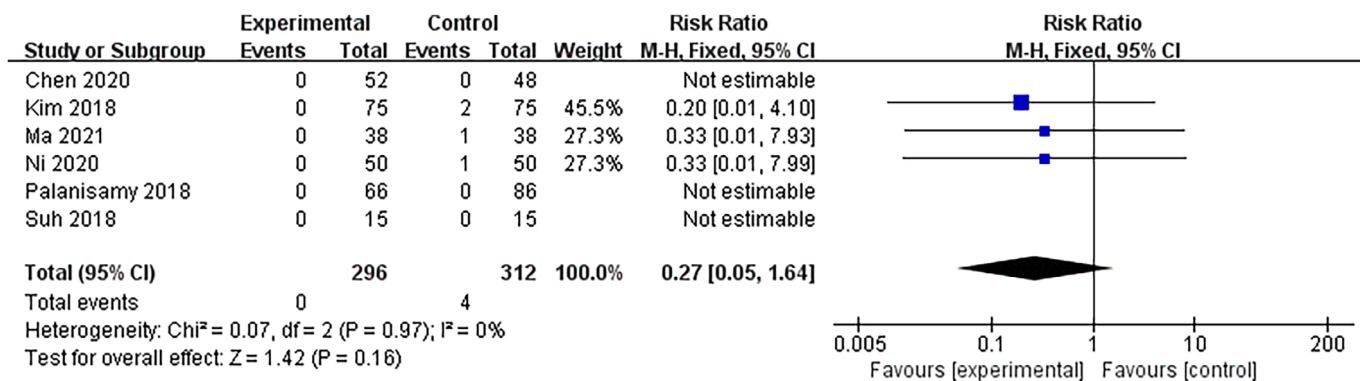 Experimental Control Risk Ratio Risk Ratio
Study or Subgroup Events Total Events Total Weight M-H, Fixed, 95% CI M-H, Fixed, 95% CI
Chen 2020 0 52 0 48 Not estimable
Kim 2018 0 75 2 75 45.5% 0.20 [0.01, 4.10]
Ma 2021 0 38 1 38 27.3% 0.33 [0.01, 7.93]
Ni 2020 0 50 1 50 27.3% 0.33 [0.01, 7.99]
Palanisamy 2018 0 66 0 86 Not estimable
Suh 2018 0 15 0 15 Not estimable
Total (95% CI) 296 312 100.0% 0.27 [0.05, 1.64]
Total events 0 4
Heterogeneity: Chi² = 0.07, df = 2 (P = 0.97); I² = 0%
Test for overall effect: Z = 1.42 (P = 0.16)
0.005 0.1 1 10 200
Favours [experimental] Favours [control]